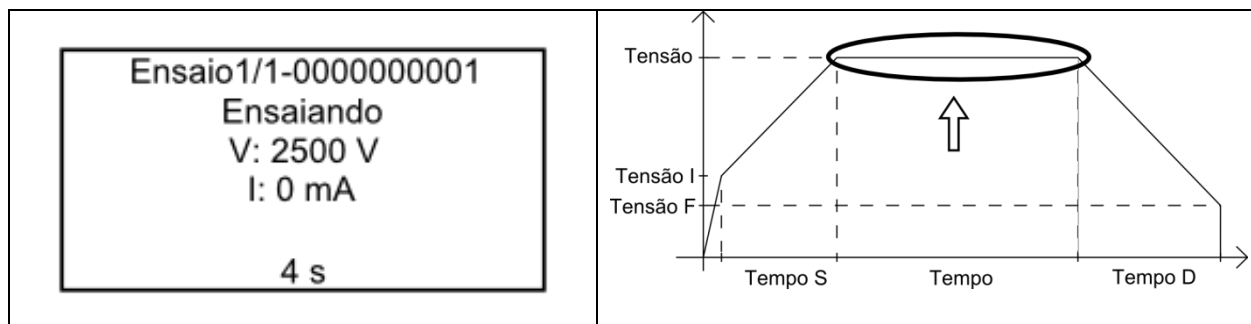 Ensaio1/1-0000000001
Ensaiando
V: 2500 V
I: 0 mA
4 s
Tensão
Tensão I
Tensão F
Tempo S
Tempo
Tempo D